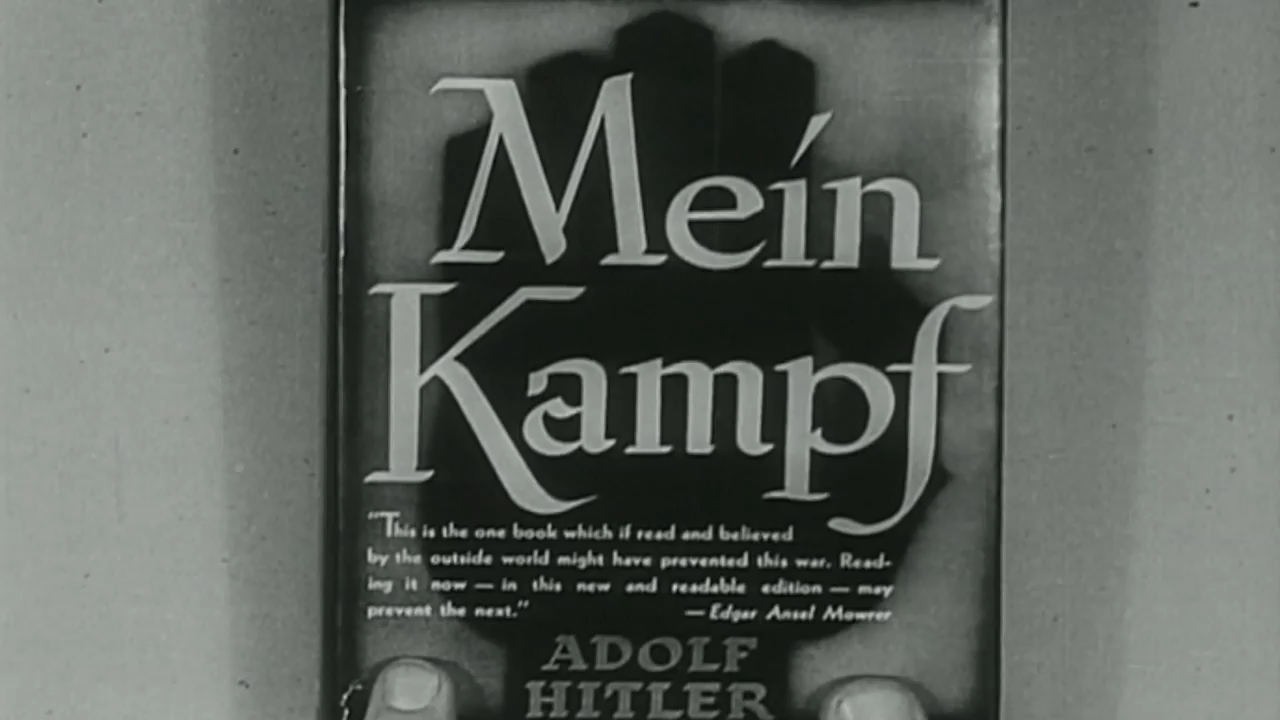 Mein
Kampf
"This is the one book which if read and believed
by the outside world might have prevented this war. Read-
ing it now — in this new and readable edition — may
prevent the next." — Edgar Ansel Mowrer
ADOLF
HITLER